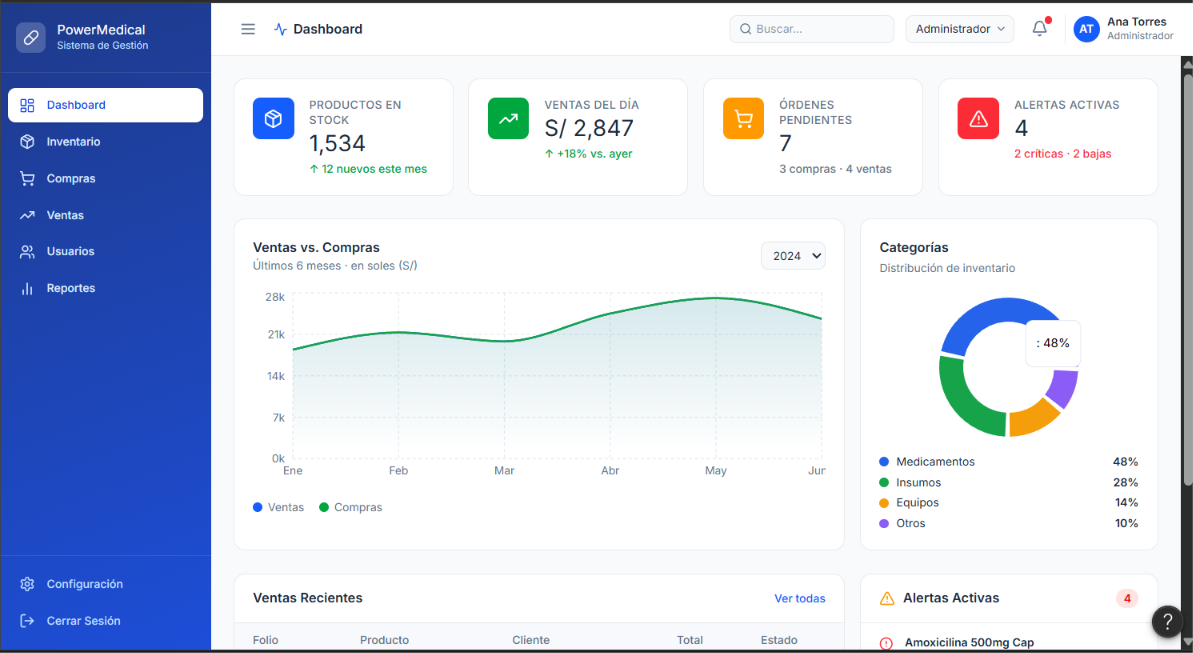 PowerMedical
Sistema de Gestión
Dashboard
Inventario
Compras
Ventas
Usuarios
Reportes
Configuración
Cerrar Sesión
Dashboard
Buscar...
Administrador
AT
Ana Torres
Administrador
PRODUCTOS EN
STOCK
1,534
↑ 12 nuevos este mes
VENTAS DEL DÍA
S/ 2,847
↑ +18% vs. ayer
ÓRDENES
PENDIENTES
7
3 compras · 4 ventas
ALERTAS ACTIVAS
4
2 críticas · 2 bajas
Ventas vs. Compras
Últimos 6 meses · en soles (S/)
2024
28k
21k
14k
7k
0k
Ene Feb Mar Abr May Jun
Ventas Compras
Categorías
Distribución de inventario
: 48%
Medicamentos 48%
Insumos 28%
Equipos 14%
Otros 10%
Ventas Recientes
Ver todas
Folio Producto Cliente Total Estado
Alertas Activas
4
Amoxicilina 500mg Cap
?